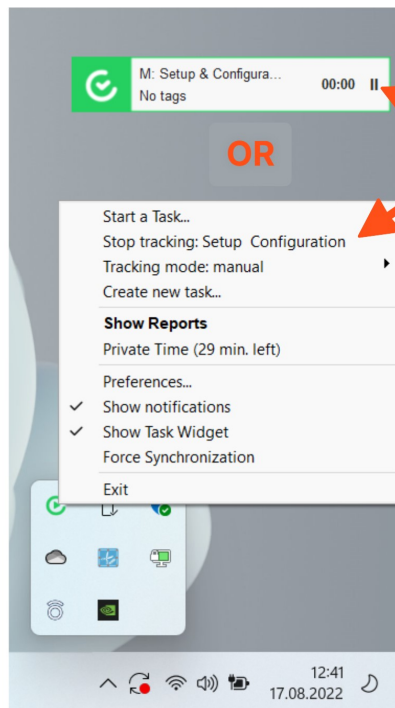 M: Setup & Configura...
No tags
00:00
OR
Start a Task...
Stop tracking: Setup Configuration
Tracking mode: manual
Create new task...
Show Reports
Private Time (29 min. left)
Preferences...
Show notifications
Show Task Widget
Force Synchronization
Exit
12:41
17.08.2022